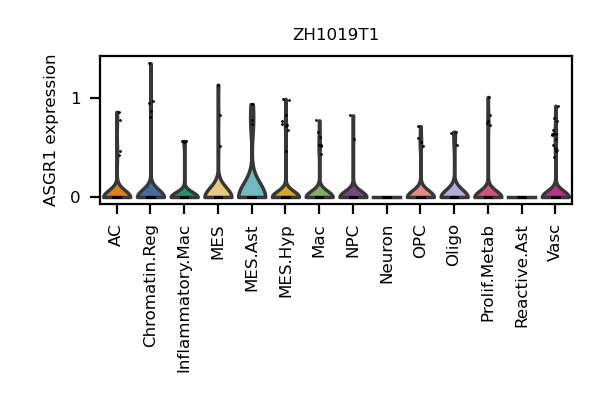 ZH1019T1
ASGR1 expression
1
0
AC
Chromatin.Reg
Inflammatory.Mac
MES
MES.Ast
MES.Hyp
Mac
NPC
Neuron
OPC
Oligo
Prolif.Metab
Reactive.Ast
Vasc